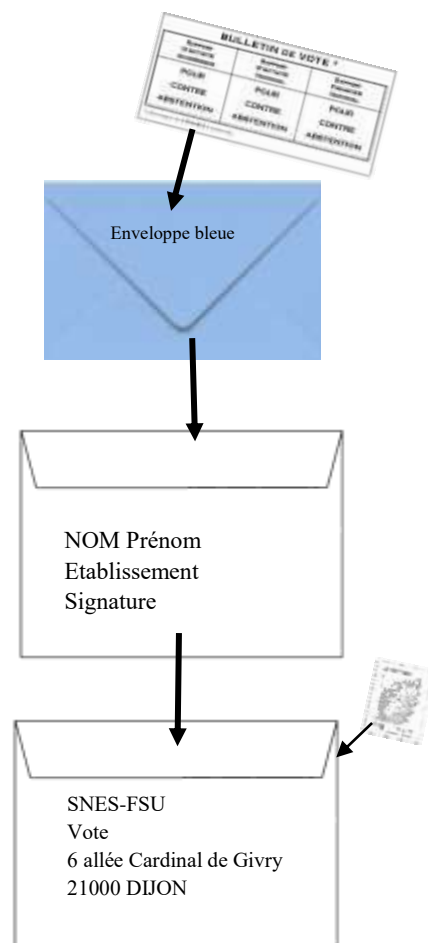 BULLETIN DE VOTE *
POUR
CONTRE
ABSTENTION
POUR
CONTRE
ABSTENTION
POUR
CONTRE
ABSTENTION
Enveloppe bleue
NOM Prénom
Etablissement
Signature
SNES-FSU
Vote
6 allée Cardinal de Givry
21000 DIJON